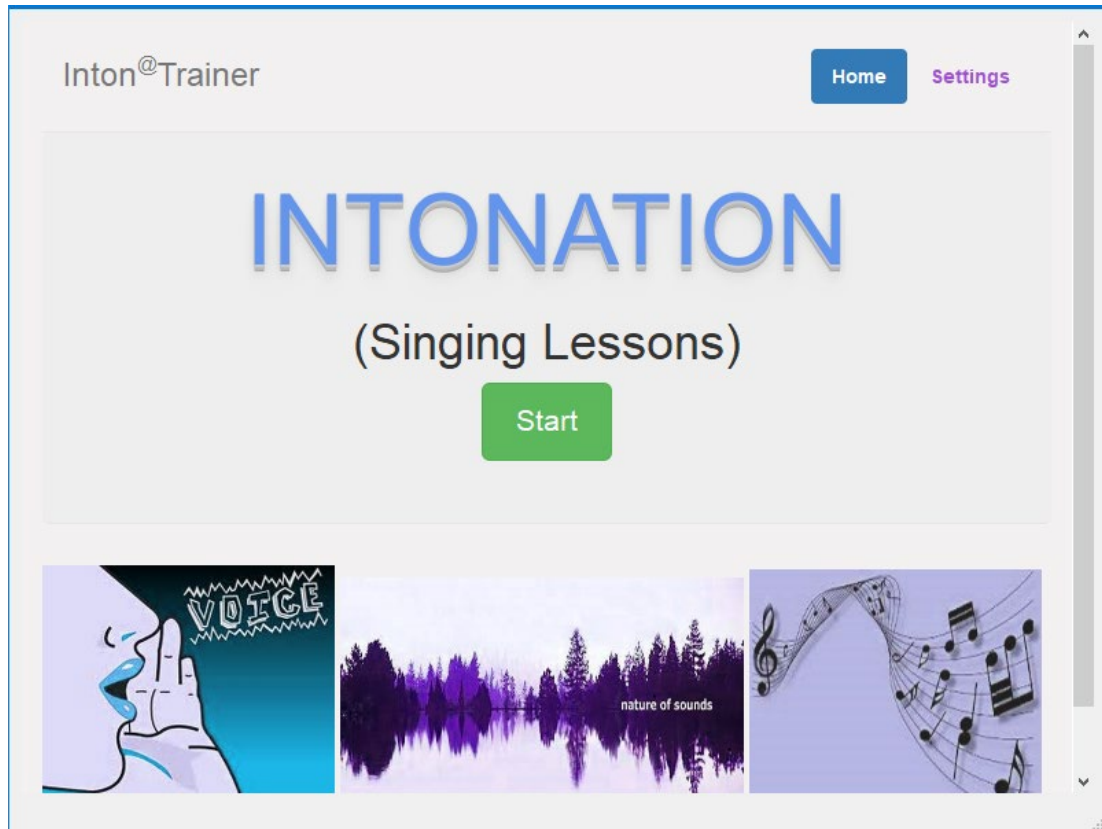 Inton@Trainer
Home
Settings
INTONATION
(Singing Lessons)
Start
VOICE
nature of sounds